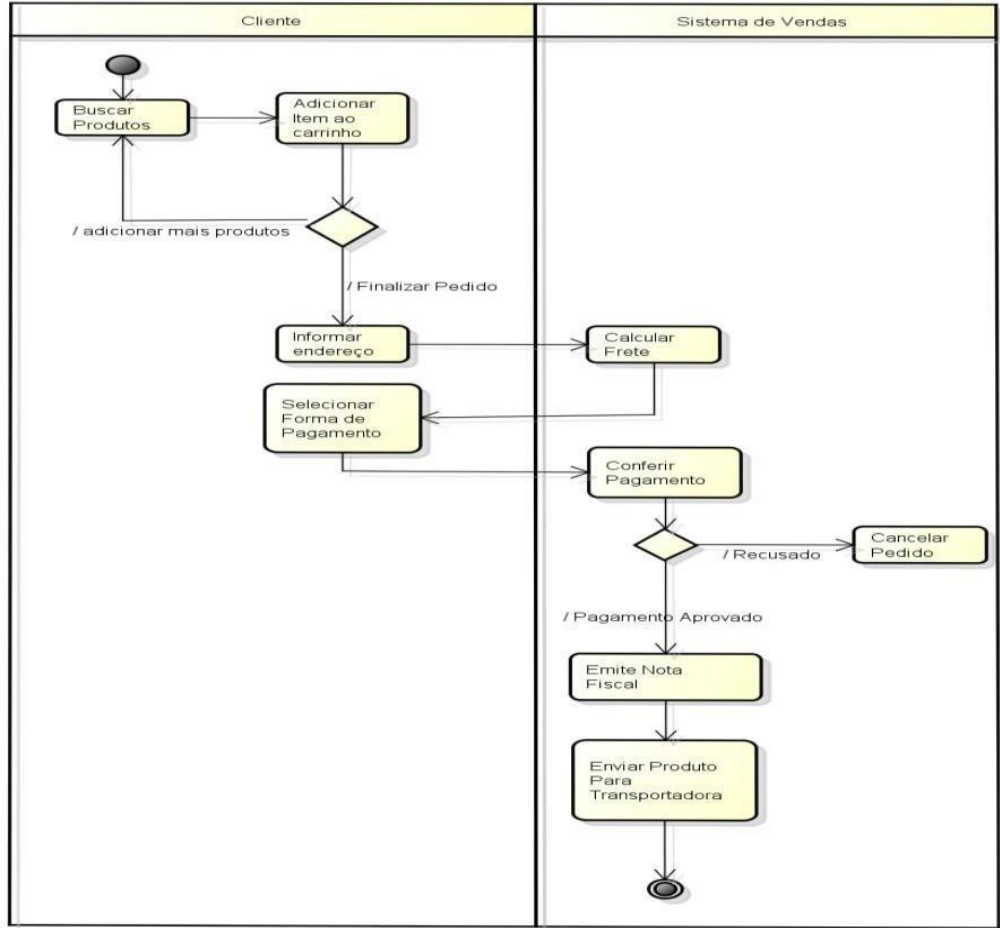 Cliente
Sistema de Vendas
Buscar
Produtos
Adicionar
Item ao
carrinho
/ adicionar mais produtos
/ Finalizar Pedido
Informar
endereço
Calcular
Frete
Selecionar
Forma de
Pagamento
Conferir
Pagamento
/ Recusado
Cancelar
Pedido
/ Pagamento Aprovado
Emite Nota
Fiscal
Enviar Produto
Para
Transportadora